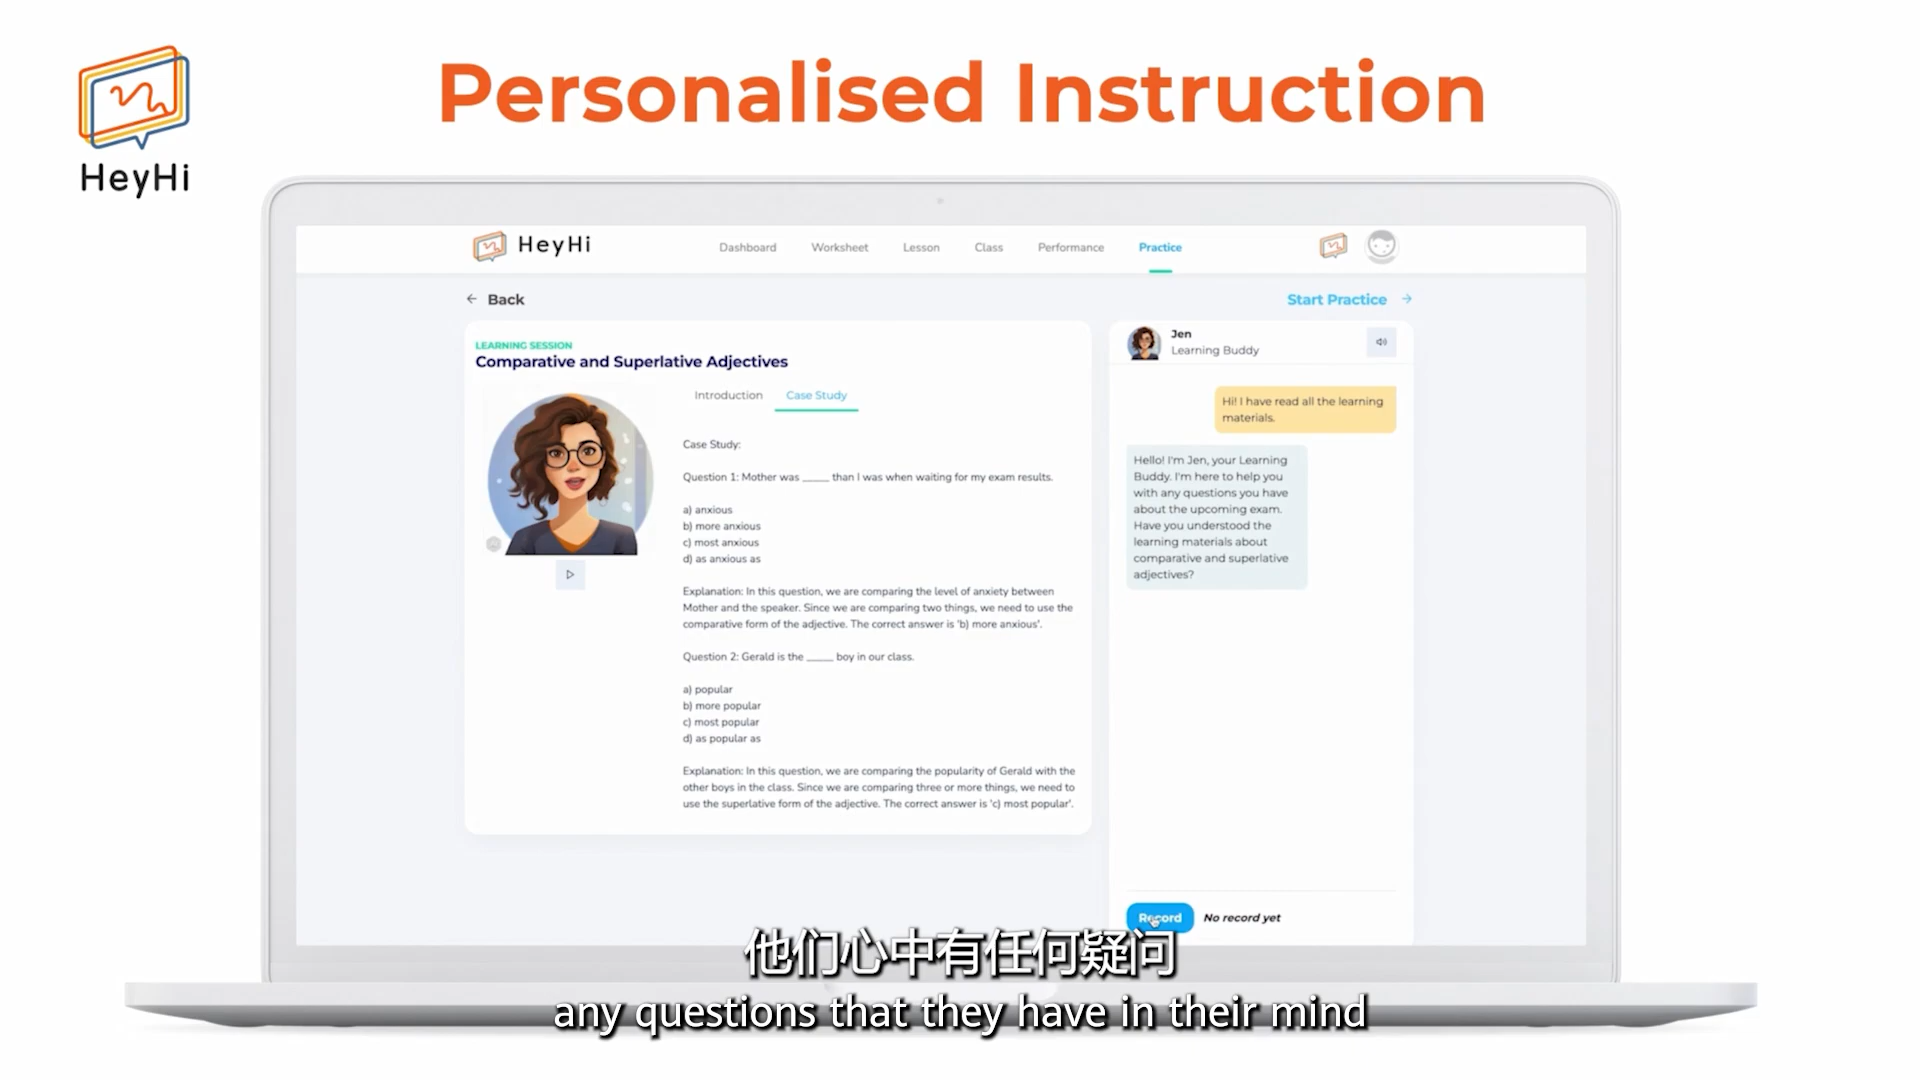 Personalised Instruction
HeyHi
HeyHi
Dashboard
Worksheet
Lesson
Class
Performance
Practice
Back
Start Practice
LEARNING SESSION
Comparative and Superlative Adjectives
Introduction
Case Study
Case Study:
Question 1: Mother was _____ than I was when waiting for my exam results.
a) anxious
b) more anxious
c) most anxious
d) as anxious as
Explanation: In this question, we are comparing the level of anxiety between
Mother and the speaker. Since we are comparing two things, we need to use the
comparative form of the adjective. The correct answer is 'b) more anxious'.
Question 2: Gerald is the _____ boy in our class.
a) popular
b) more popular
c) most popular
d) as popular as
Explanation: In this question, we are comparing the popularity of Gerald with the
other boys in the class. Since we are comparing three or more things, we need to
use the superlative form of the adjective. The correct answer is 'c) most popular'.
Jen
Learning Buddy
Hi! I have read all the learning
materials.
Hello! I'm Jen, your Learning
Buddy. I'm here to help you
with any questions you have
about the upcoming exam.
Have you understood the
learning materials about
comparative and superlative
adjectives?
Record
No record yet
他们心中有任何疑问
any questions that they have in their mind